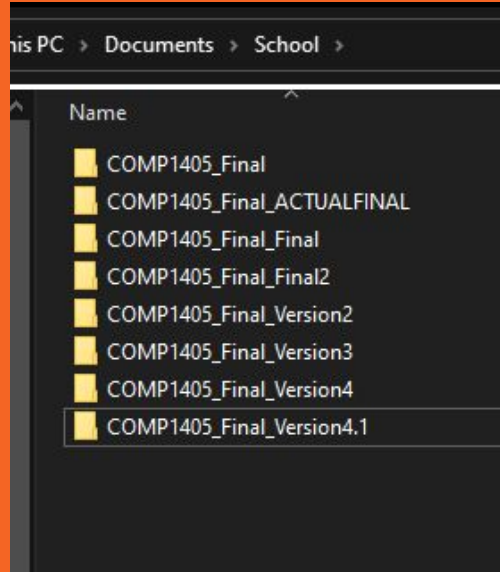 his PC > Documents > School >
Name
COMP1405_Final
COMP1405_Final_ACTUALFINAL
COMP1405_Final_Final
COMP1405_Final_Final2
COMP1405_Final_Version2
COMP1405_Final_Version3
COMP1405_Final_Version4
COMP1405_Final_Version4.1